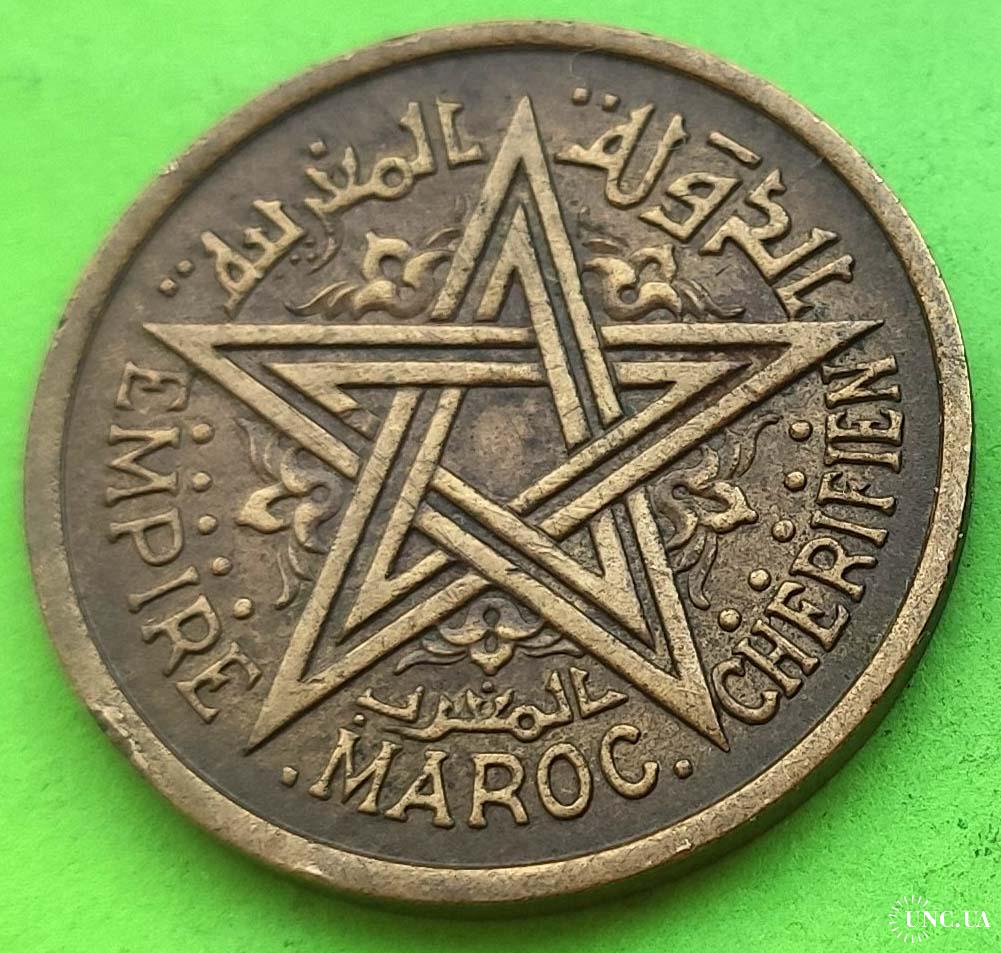 الدولة المغربية
EMPIRE CHERIFIEN
المغرب
. MAROC .
UNC.UA